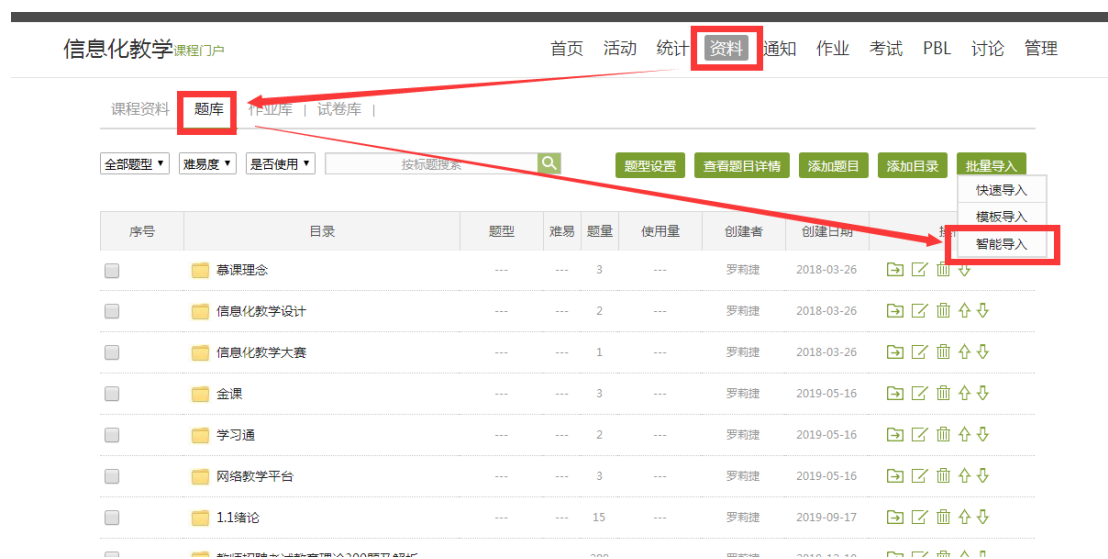 信息化教学课程门户 首页 活动 统计 资料 通知 作业 考试 PBL 讨论 管理
课程资料 题库 作业库 | 试卷库 |
全部题型 难易度 是否使用 按标题搜索 题型设置 查看题目详情 添加题目 添加目录 批量导入
快速导入
模板导入
智能导入
序号 目录 题型 难易 题量 使用量 创建者 创建日期
慕课理念 --- --- 3 --- 罗莉捷 2018-03-26
信息化教学设计 --- --- 2 --- 罗莉捷 2018-03-26
信息化教学大赛 --- --- 1 --- 罗莉捷 2018-03-26
金课 --- --- 3 --- 罗莉捷 2019-05-16
学习通 --- --- 2 --- 罗莉捷 2019-05-16
网络教学平台 --- --- 3 --- 罗莉捷 2019-05-16
1.1绪论 --- --- 15 --- 罗莉捷 2019-09-17